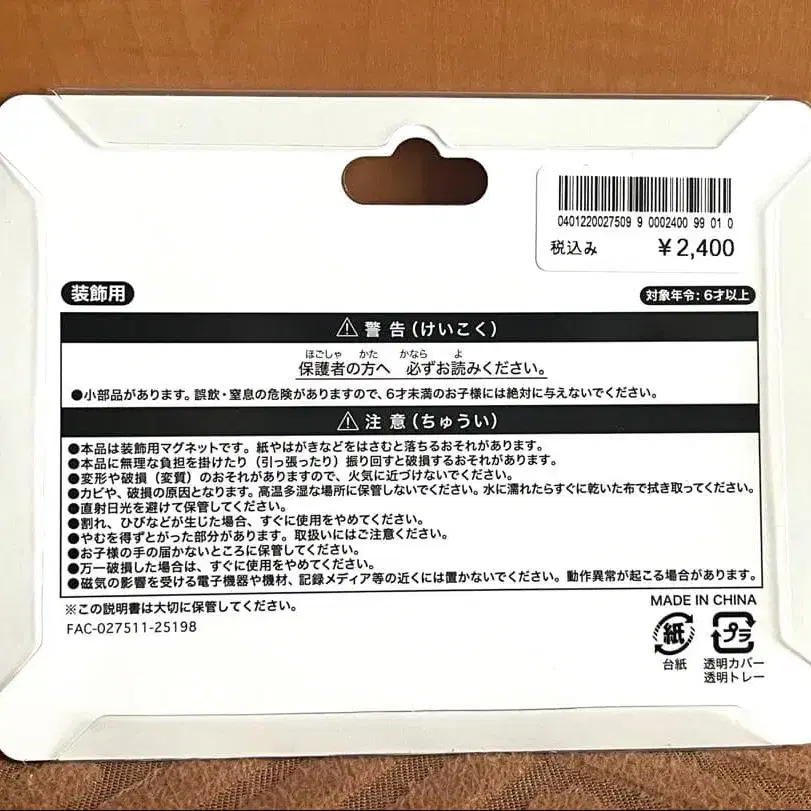 0401220027509 9 0002400 99 01 0
税込み ￥2,400
装飾用
対象年令：6才以上
⚠ 警告（けいこく）
ほごしゃ かた かなら よ
保護者の方へ 必ずお読みください。
●小部品があります。誤飲・窒息の危険がありますので、6才未満のお子様には絶対に与えないでください。
⚠ 注意（ちゅうい）
●本品は装飾用マグネットです。紙やはがきなどをはさむと落ちるおそれがあります。
●本品に無理な負担を掛けたり（引っ張ったり）振り回すと破損するおそれがあります。
●変形や破損（変質）のおそれがありますので、火気に近づけないでください。
●カビや、破損の原因となります。高温多湿な場所に保管しないでください。水に濡れたらすぐに乾いた布で拭き取ってください。
●直射日光を避けて保管してください。
●割れ、ひびなどが生じた場合、すぐに使用をやめてください。
●やむを得ずとがった部分があります。取扱いにはご注意ください。
●お子様の手の届かないところに保管してください。
●万一破損した場合は、すぐに使用をやめてください。
●磁気の影響を受ける電子機器や機材、記録メディア等の近くには置かないでください。動作異常が起こる場合があります。
※この説明書は大切に保管してください。
FAC-027511-25198
MADE IN CHINA
紙 プラ
台紙 透明カバー
透明トレー